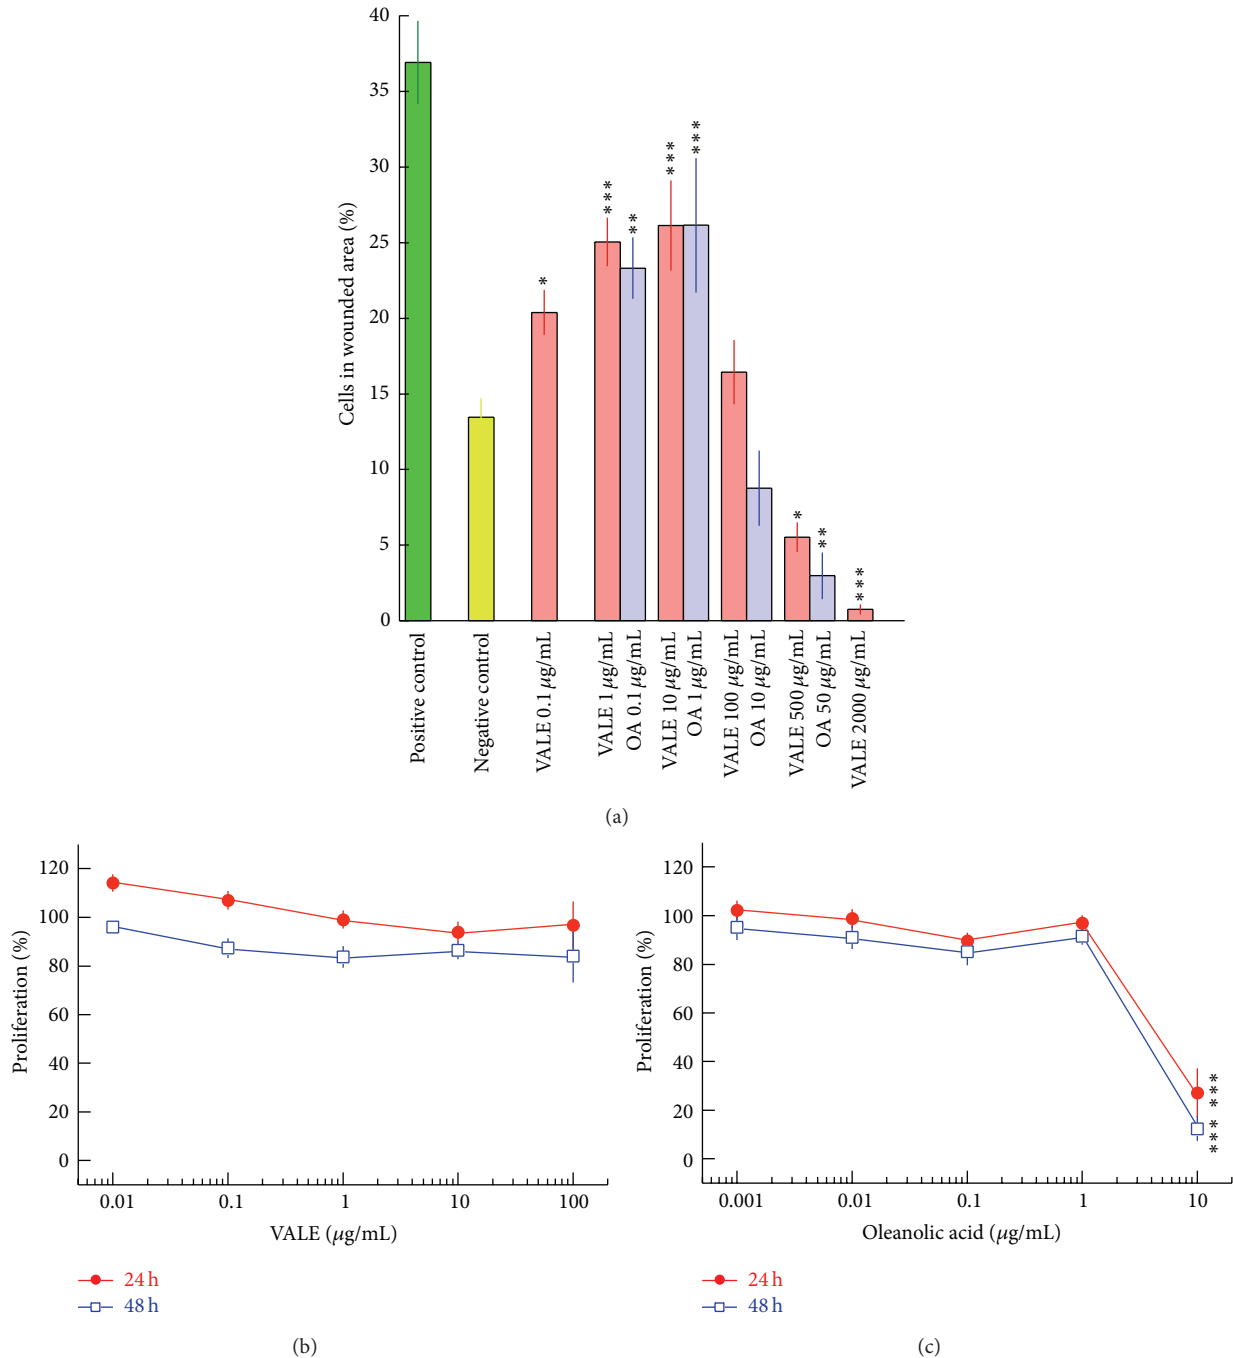 40
35
30
25
20
15
10
5
0
Cells in wounded area (%)
*
***
**
***
***
*
**
***
Positive control
Negative control
VALE 0.1 μg/mL
VALE 1 μg/mL
OA 0.1 μg/mL
VALE 10 μg/mL
OA 1 μg/mL
VALE 100 μg/mL
OA 10 μg/mL
VALE 500 μg/mL
OA 50 μg/mL
VALE 2000 μg/mL
(a)
120
100
80
60
40
20
0
Proliferation (%)
0.01 0.1 1 10 100
VALE (μg/mL)
24 h
48 h
(b)
120
100
80
60
40
20
0
Proliferation (%)
***
***
0.001 0.01 0.1 1 10
Oleanolic acid (μg/mL)
24 h
48 h
(c)